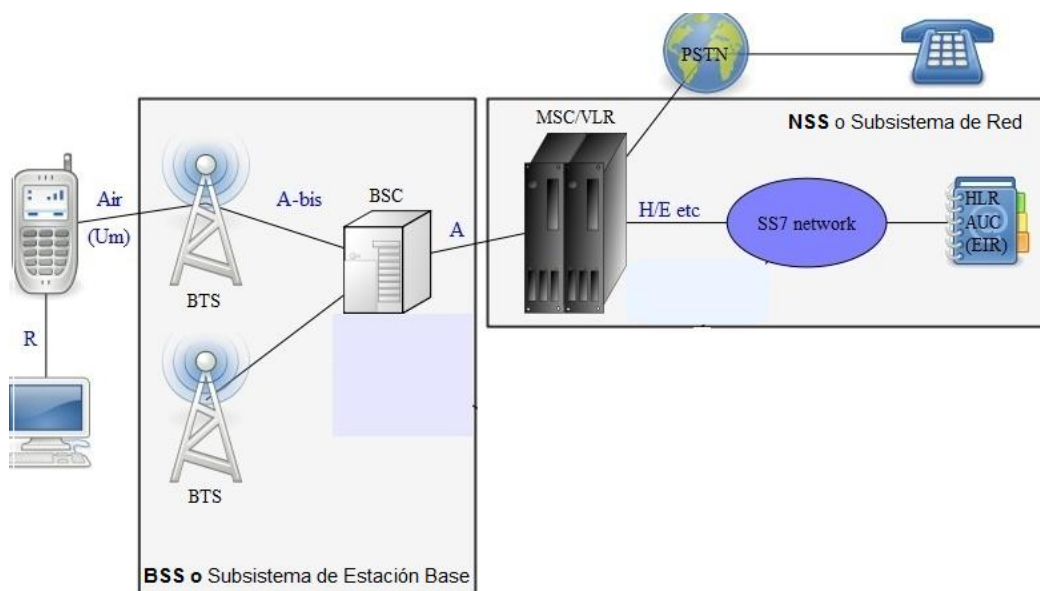 PSTN
MSC/VLR
NSS o Subsistema de Red
Air
(Um)
A-bis
BSC
A
H/E etc
SS7 network
HLR
AUC
(EIR)
BTS
R
BTS
BSS o Subsistema de Estación Base